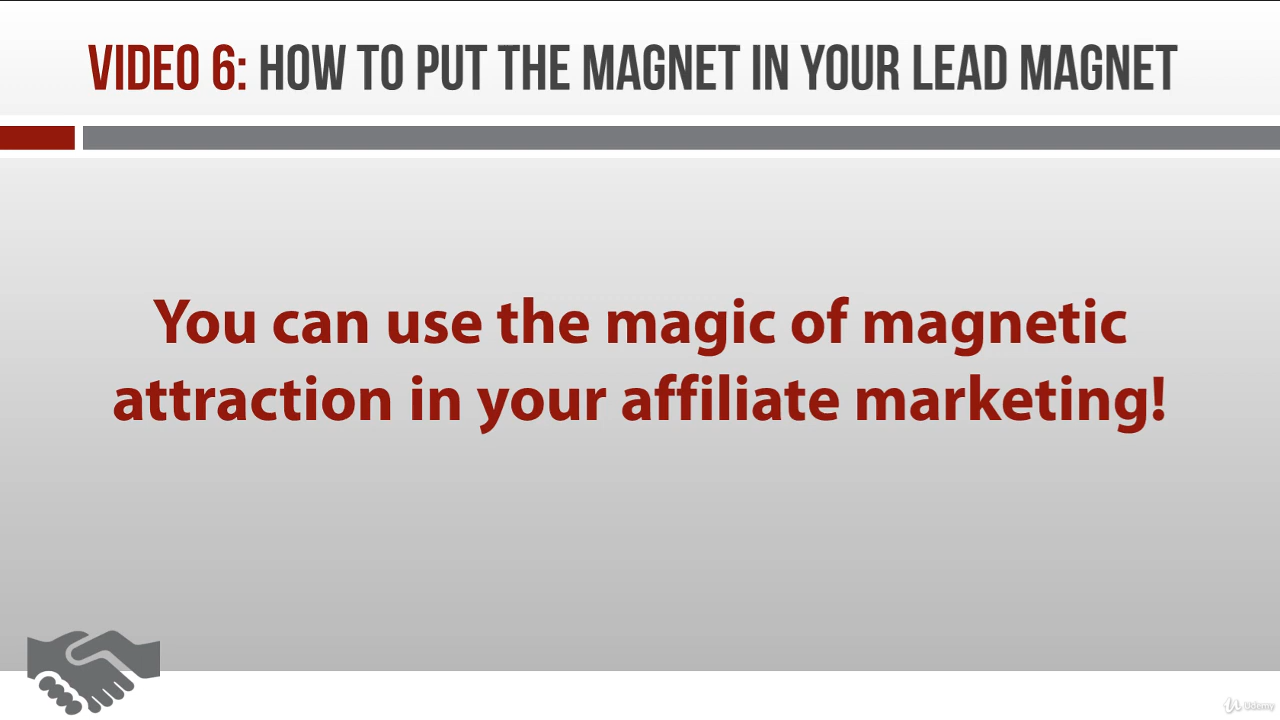 VIDEO 6: HOW TO PUT THE MAGNET IN YOUR LEAD MAGNET
You can use the magic of magnetic
attraction in your affiliate marketing!
Udemy